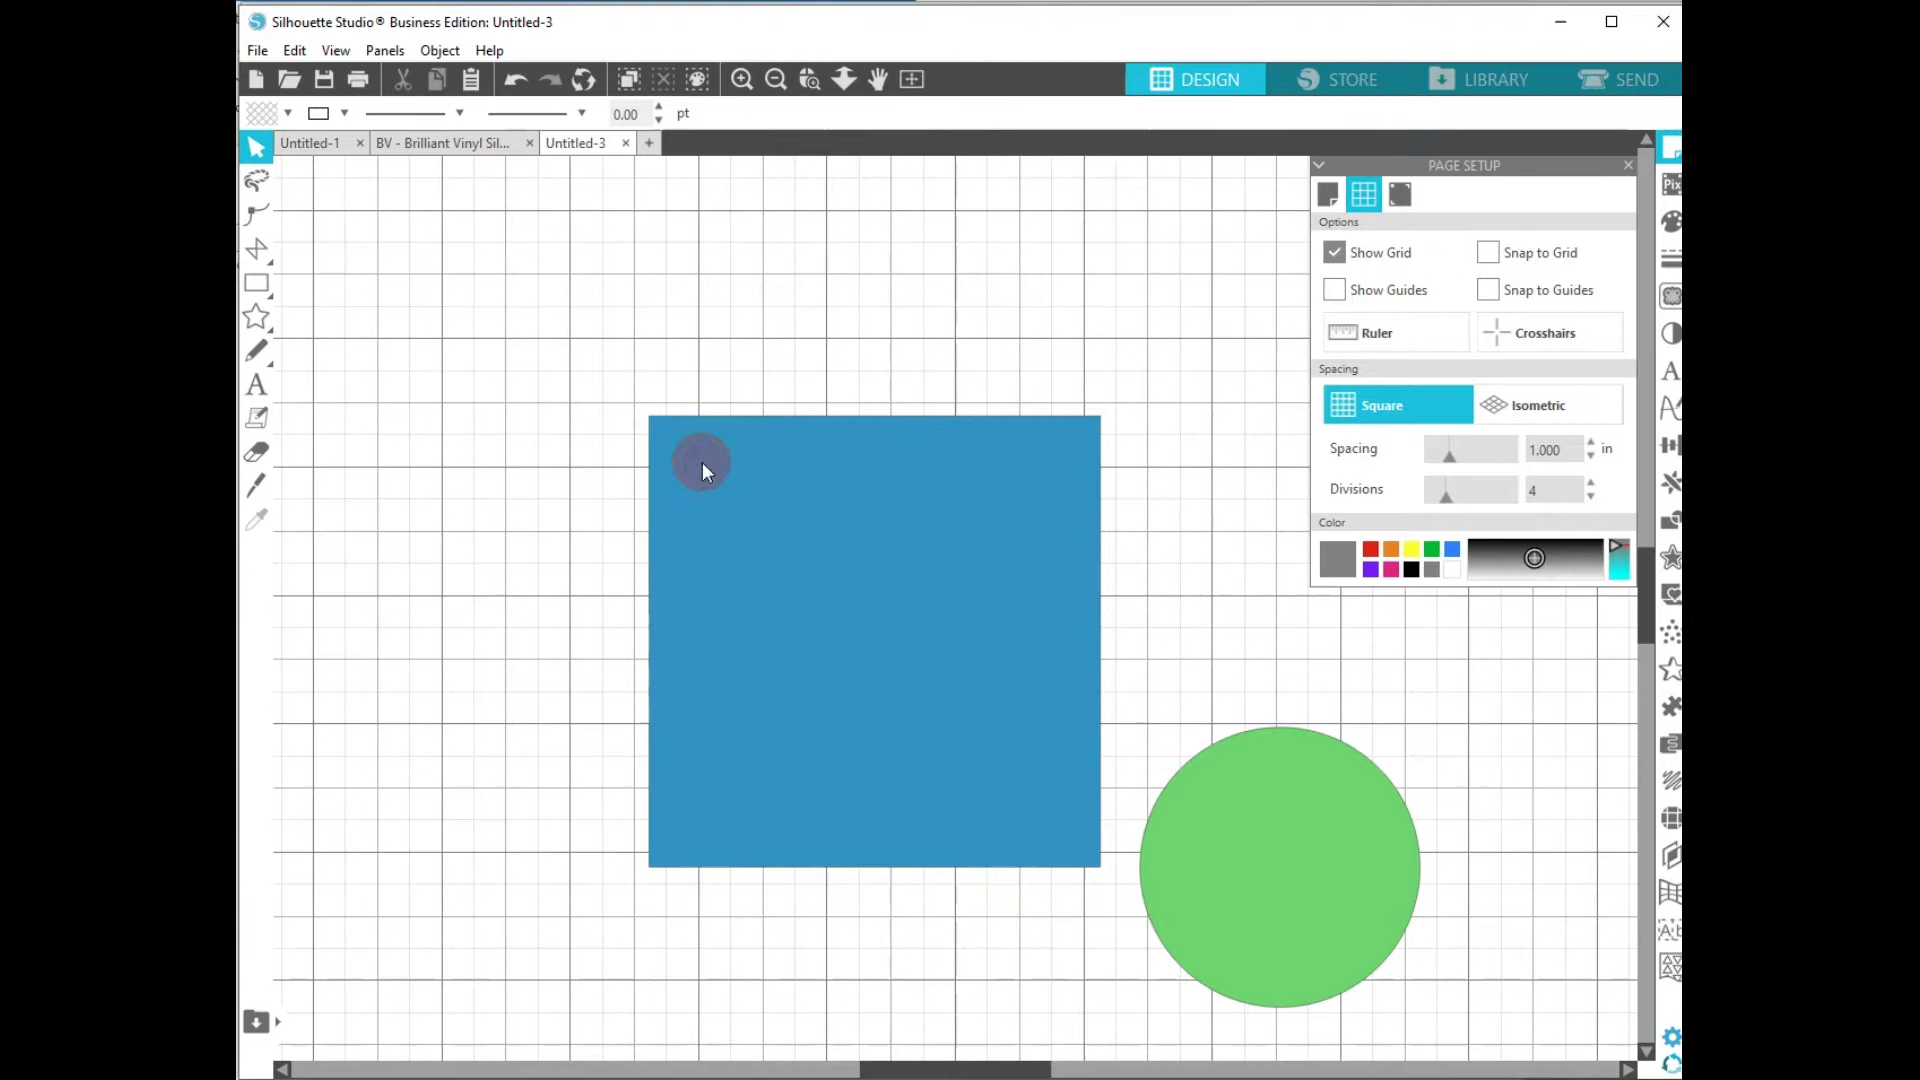 Silhouette Studio® Business Edition: Untitled-3
File Edit View Panels Object Help
DESIGN STORE LIBRARY SEND
0.00 pt
Untitled-1 BV - Brilliant Vinyl Sil... Untitled-3
PAGE SETUP
Options
Show Grid Snap to Grid
Show Guides Snap to Guides
Ruler Crosshairs
Spacing
Square Isometric
Spacing 1.000 in
Divisions 4
Color